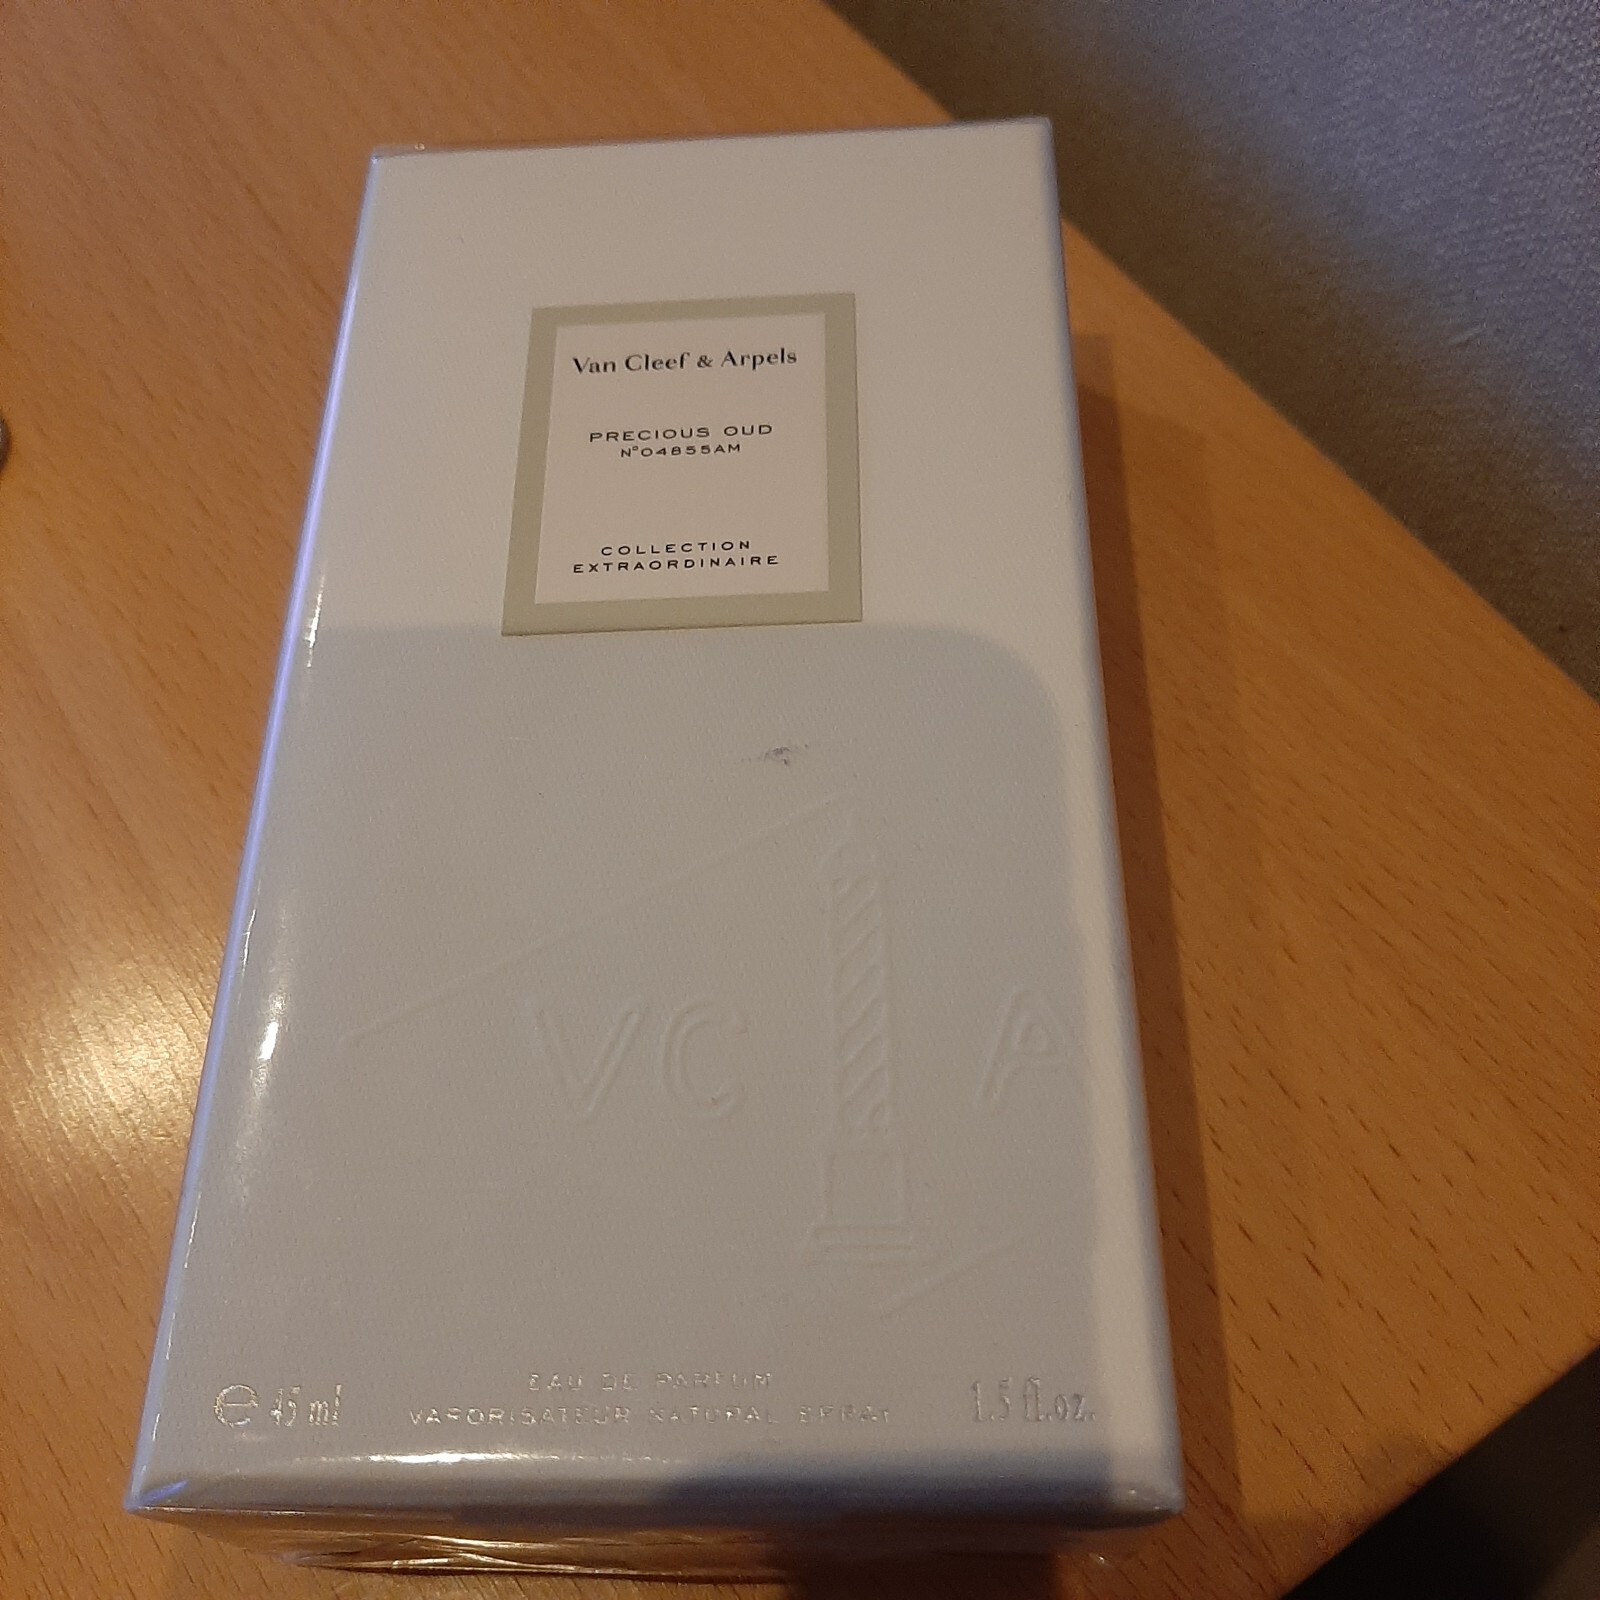 Van Cleef & Arpels
PRECIOUS OUD
N°04855AM
COLLECTION
EXTRAORDINAIRE
VC A
EAU DE PARFUM
e 45 ml
VAPORISATEUR NATURAL SPRAY
1.5 fl.oz.